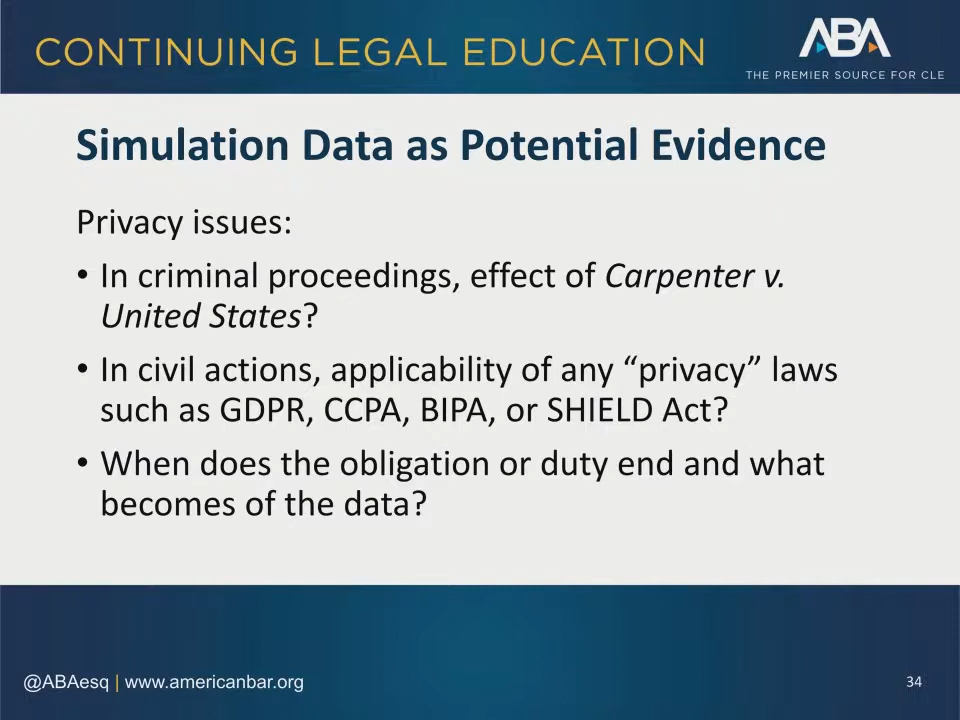 CONTINUING LEGAL EDUCATION
ABA
THE PREMIER SOURCE FOR CLE
Simulation Data as Potential Evidence
Privacy issues:
• In criminal proceedings, effect of Carpenter v.
United States?
• In civil actions, applicability of any “privacy” laws
such as GDPR, CCPA, BIPA, or SHIELD Act?
• When does the obligation or duty end and what
becomes of the data?
@ABAesq | www.americanbar.org
34